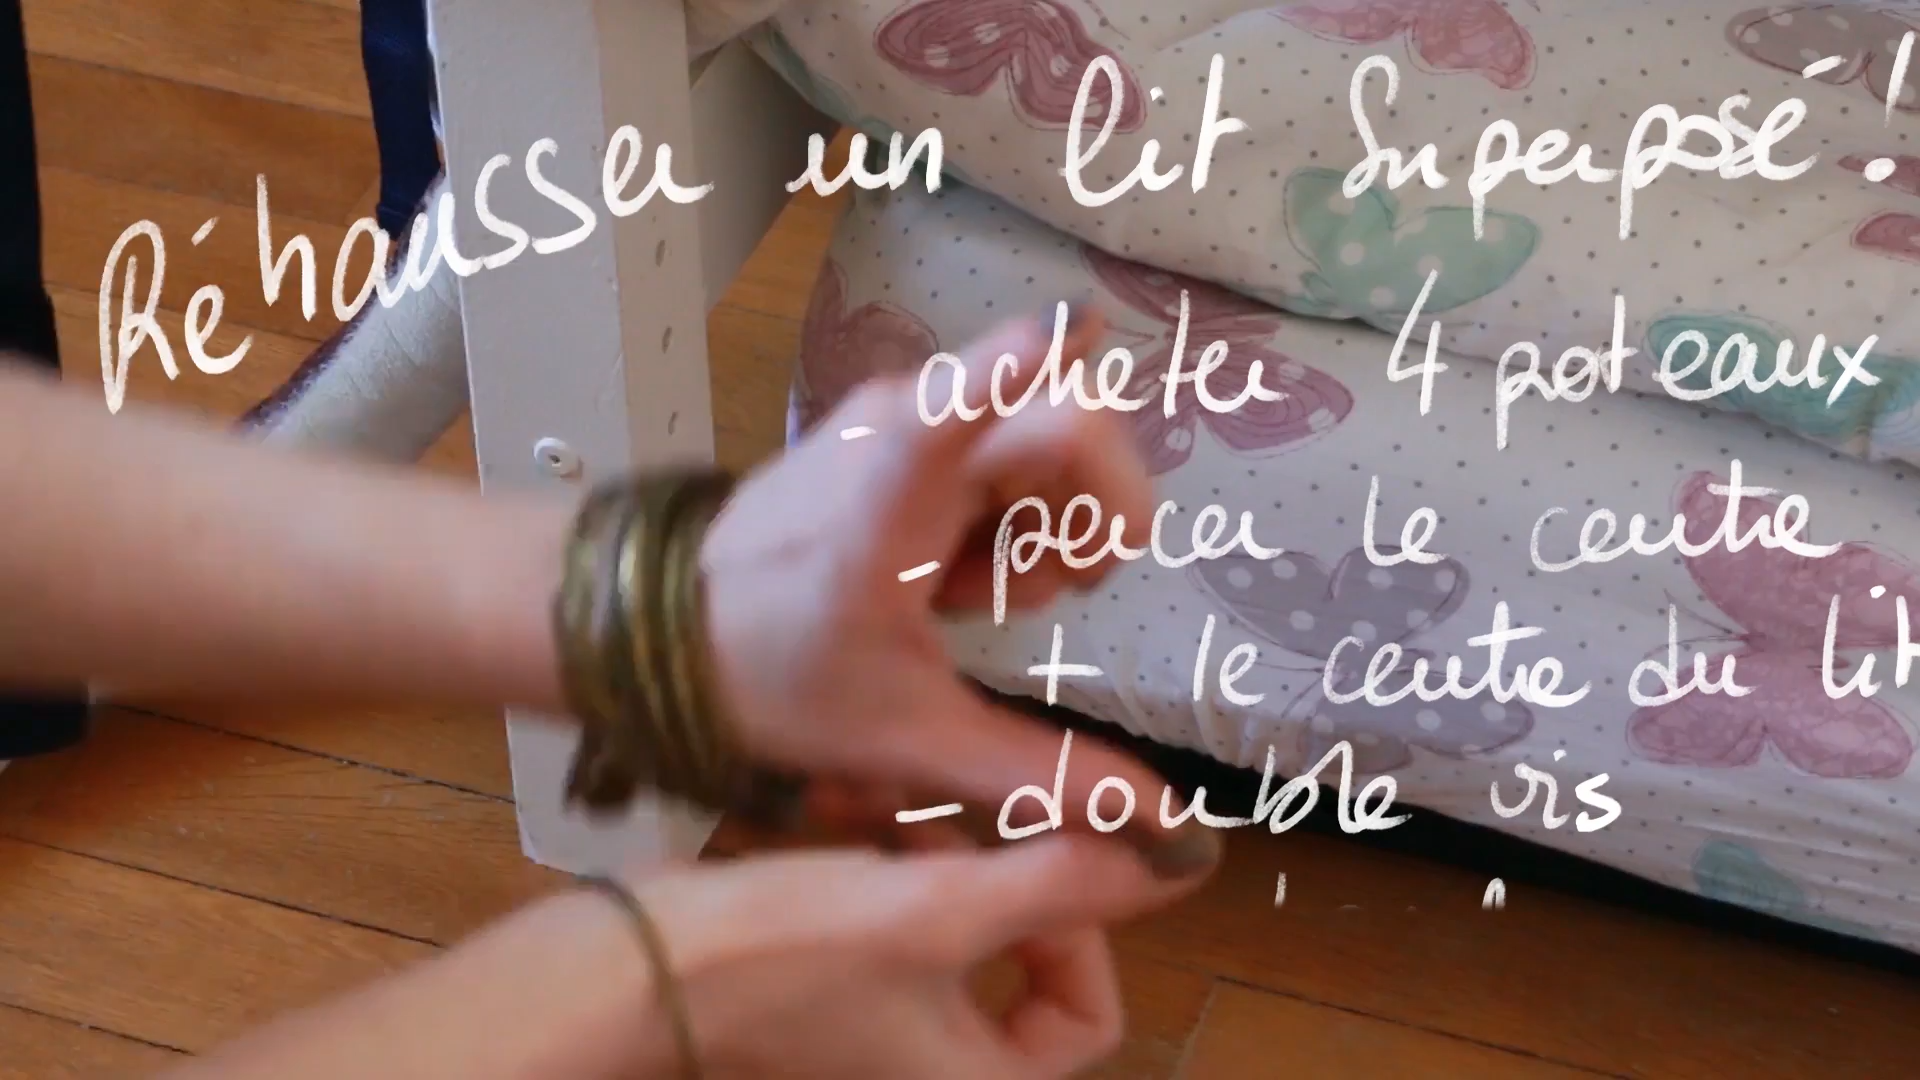 Réhausser un lit superposé!
- acheter 4 poteaux
- percer le centre
+ le centre du lit
- double vis